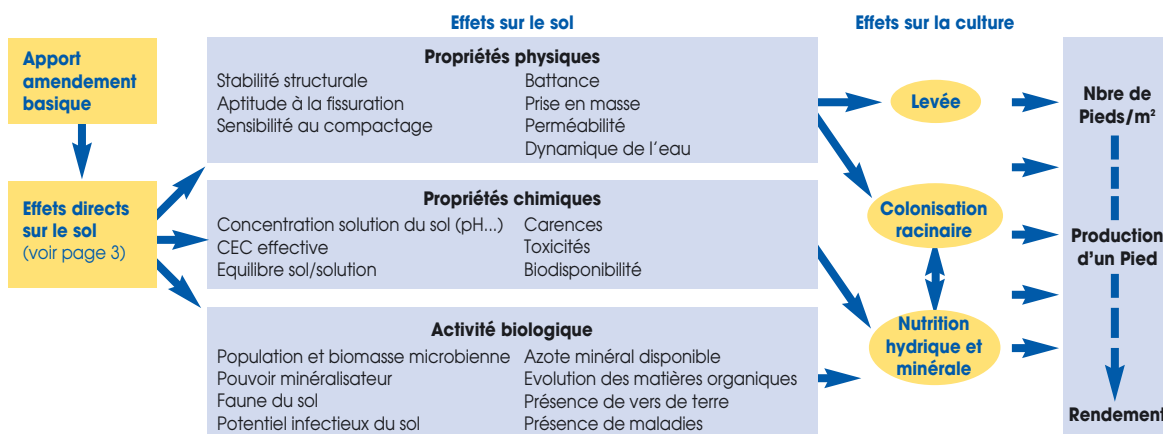 Effets sur le sol
Effets sur la culture
Apport
amendement
basique
Effets directs
sur le sol
(voir page 3)
Propriétés physiques
Stabilité structurale
Aptitude à la fissuration
Sensibilité au compactage
Battance
Prise en masse
Perméabilité
Dynamique de l'eau
Propriétés chimiques
Concentration solution du sol (pH...)
CEC effective
Equilibre sol/solution
Carences
Toxicités
Biodisponibilité
Activité biologique
Population et biomasse microbienne
Pouvoir minéralisateur
Faune du sol
Potentiel infectieux du sol
Azote minéral disponible
Evolution des matières organiques
Présence de vers de terre
Présence de maladies
Levée
Colonisation
racinaire
Nutrition
hydrique et
minérale
Nbre de
Pieds/m²
Production
d'un Pied
Rendement